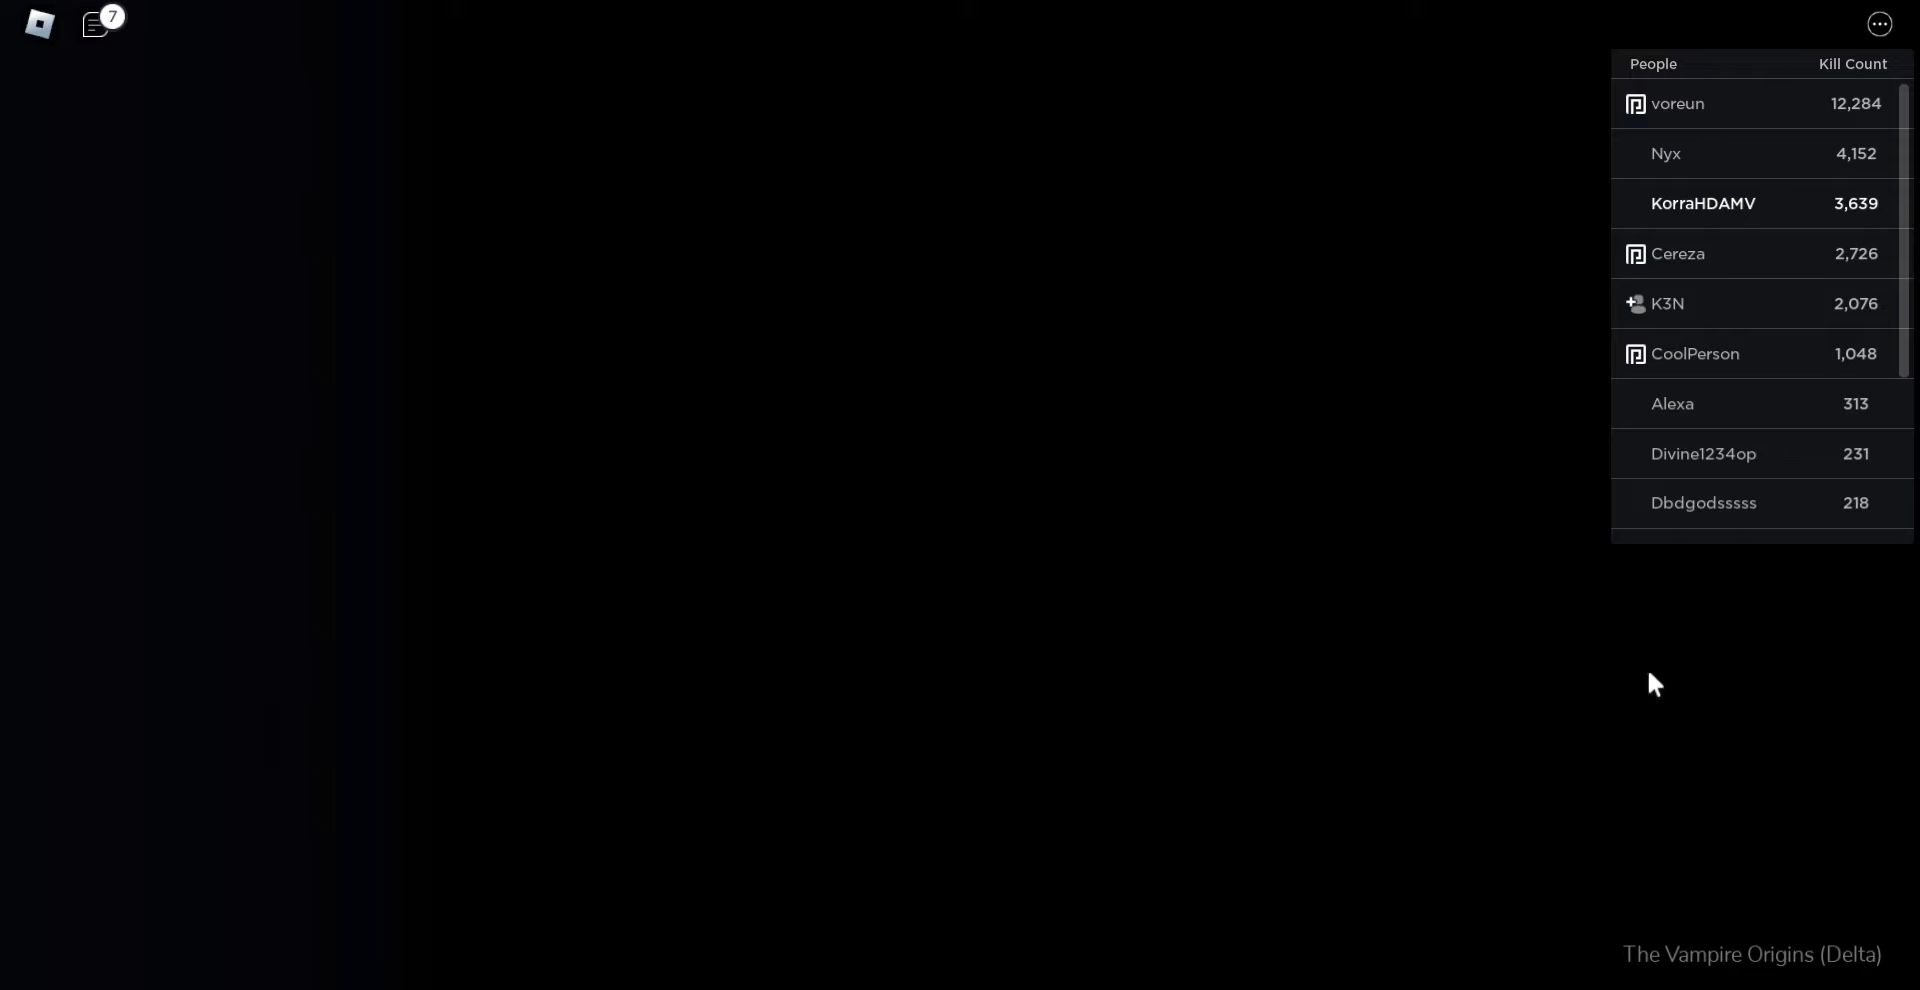 7
People Kill Count
voreun 12,284
Nyx 4,152
KorraHDAMV 3,639
Cereza 2,726
K3N 2,076
CoolPerson 1,048
Alexa 313
Divine1234op 231
Dbdgodsssss 218
The Vampire Origins (Delta)